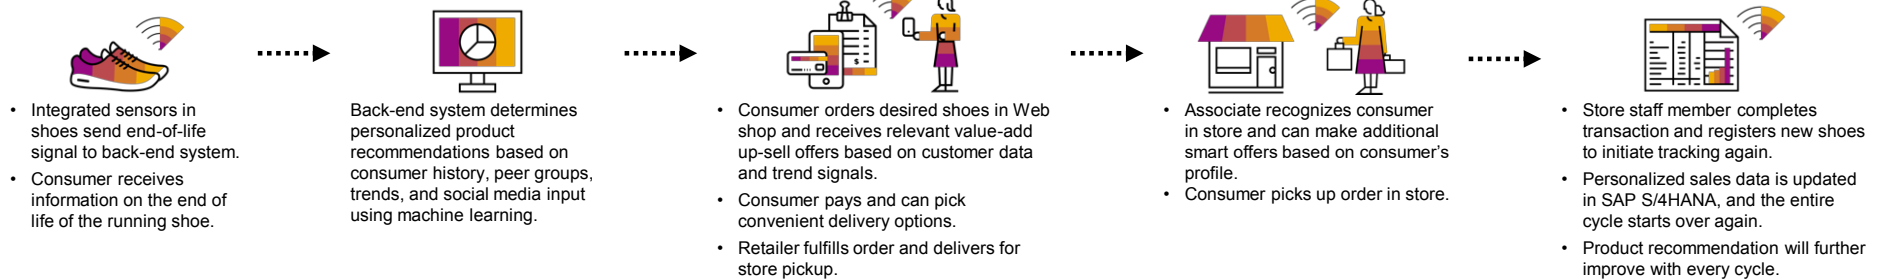 • Integrated sensors in
shoes send end-of-life
signal to back-end system.
• Consumer receives
information on the end of
life of the running shoe.
Back-end system determines
personalized product
recommendations based on
consumer history, peer groups,
trends, and social media input
using machine learning.
$
• Consumer orders desired shoes in Web
shop and receives relevant value-add
up-sell offers based on customer data
and trend signals.
• Consumer pays and can pick
convenient delivery options.
• Retailer fulfills order and delivers for
store pickup.
• Associate recognizes consumer
in store and can make additional
smart offers based on consumer's
profile.
• Consumer picks up order in store.
• Store staff member completes
transaction and registers new shoes
to initiate tracking again.
• Personalized sales data is updated
in SAP S/4HANA, and the entire
cycle starts over again.
• Product recommendation will further
improve with every cycle.